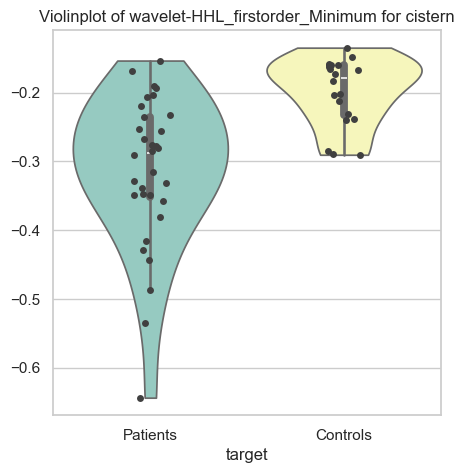 Violinplot of wavelet-HHL_firstorder_Minimum for cistern
−0.2
−0.3
−0.4
−0.5
−0.6
Patients
Controls
target